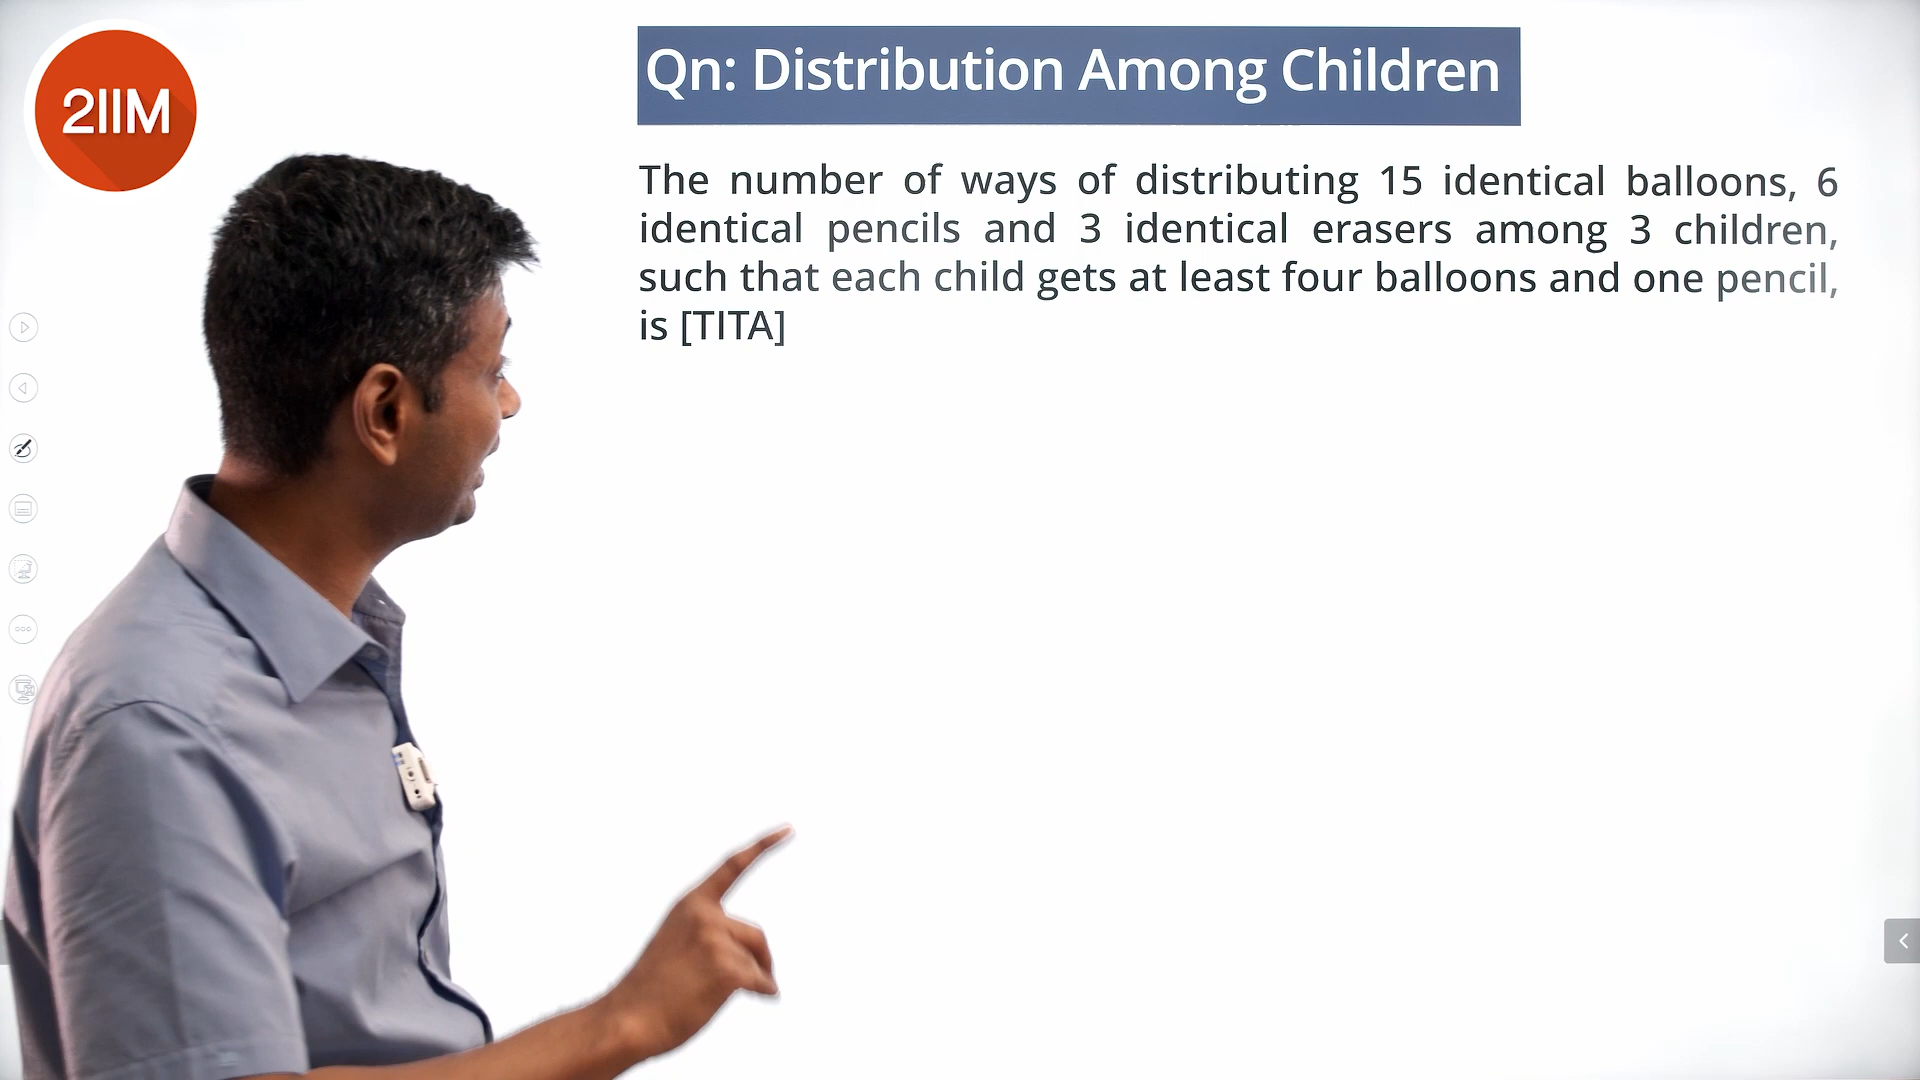 2IIM
Qn: Distribution Among Children
The number of ways of distributing 15 identical balloons, 6
identical pencils and 3 identical erasers among 3 children,
such that each child gets at least four balloons and one pencil,
is [TITA]